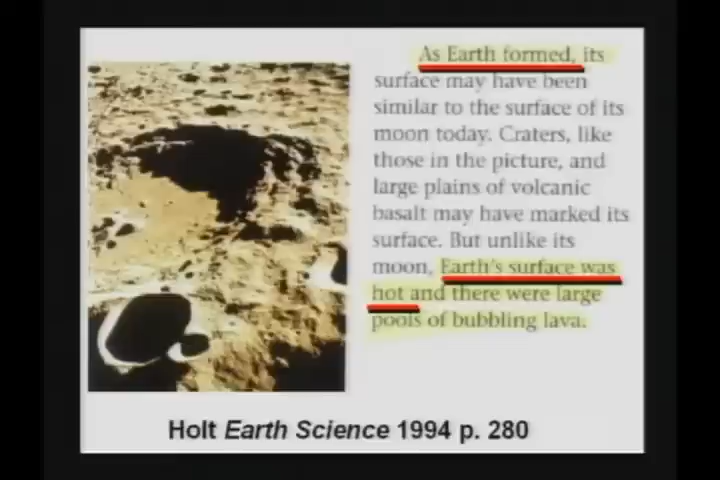 As Earth formed, its
surface may have been
similar to the surface of its
moon today. Craters, like
those in the picture, and
large plains of volcanic
basalt may have marked its
surface. But unlike its
moon, Earth's surface was
hot and there were large
pools of bubbling lava.
Holt Earth Science 1994 p. 280